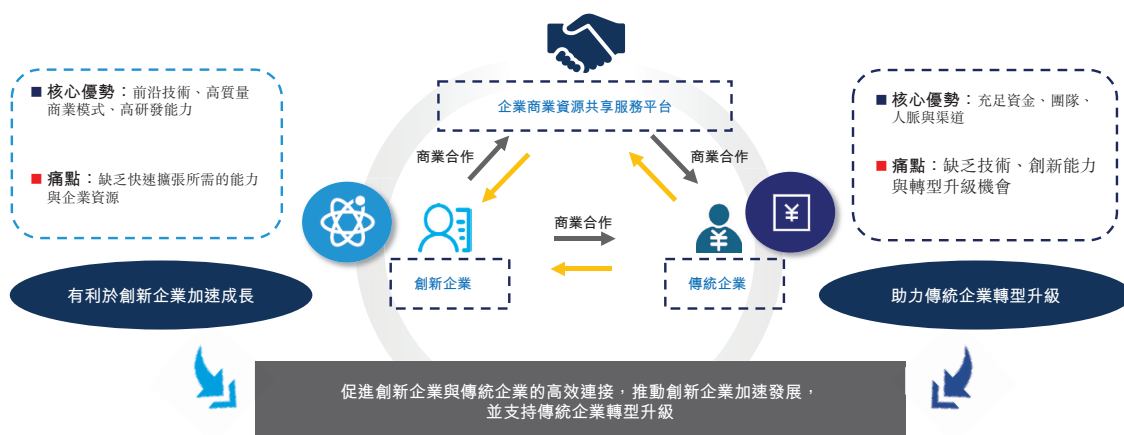 企業商業資源共享服務平台
核心優勢：前沿技術、高質量
商業模式、高研發能力
痛點：缺乏快速擴張所需的能力
與企業資源
核心優勢：充足資金、團隊、
人脈與渠道
痛點：缺乏技術、創新能力
與轉型升級機會
商業合作
商業合作
商業合作
創新企業
傳統企業
有利於創新企業加速成長
助力傳統企業轉型升級
促進創新企業與傳統企業的高效連接，推動創新企業加速發展，
並支持傳統企業轉型升級